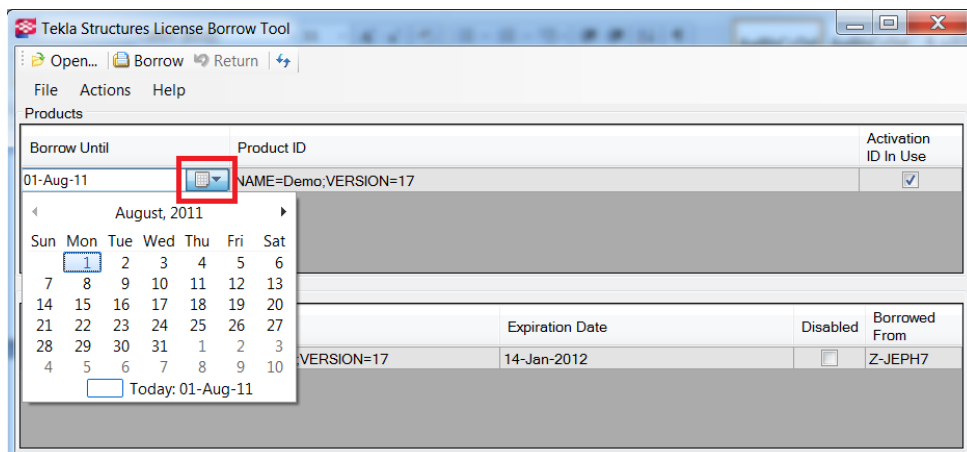 Tekla Structures License Borrow Tool
Open... Borrow Return
File Actions Help
Products
Borrow Until Product ID Activation ID In Use
01-Aug-11 NAME=Demo;VERSION=17
August, 2011
Sun Mon Tue Wed Thu Fri Sat
1 2 3 4 5 6
7 8 9 10 11 12 13
14 15 16 17 18 19 20
21 22 23 24 25 26 27
28 29 30 31 1 2 3
4 5 6 7 8 9 10
Today: 01-Aug-11
Expiration Date Disabled Borrowed From
;VERSION=17 14-Jan-2012 Z-JEPH7